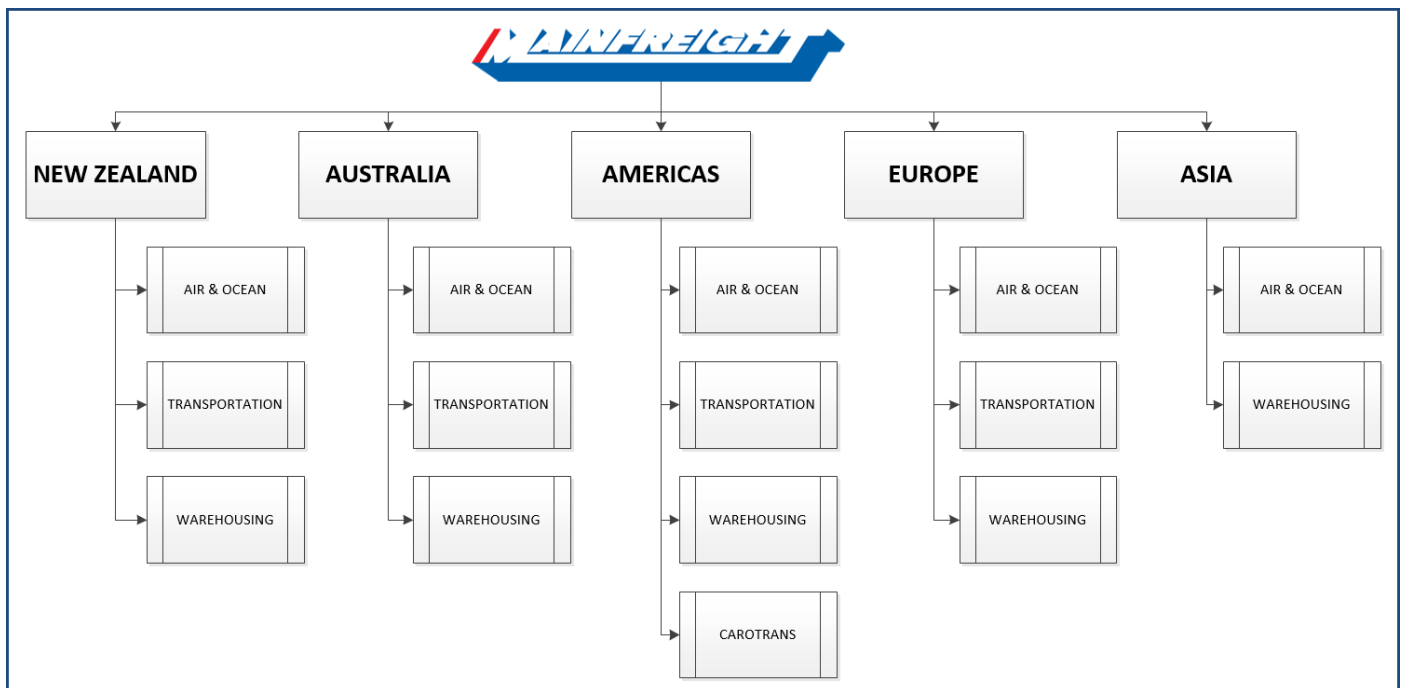 MAINFREIGHT
NEW ZEALAND
AUSTRALIA
AMERICAS
EUROPE
ASIA
AIR & OCEAN
AIR & OCEAN
AIR & OCEAN
AIR & OCEAN
AIR & OCEAN
TRANSPORTATION
TRANSPORTATION
TRANSPORTATION
TRANSPORTATION
WAREHOUSING
WAREHOUSING
WAREHOUSING
WAREHOUSING
WAREHOUSING
CAROTRANS